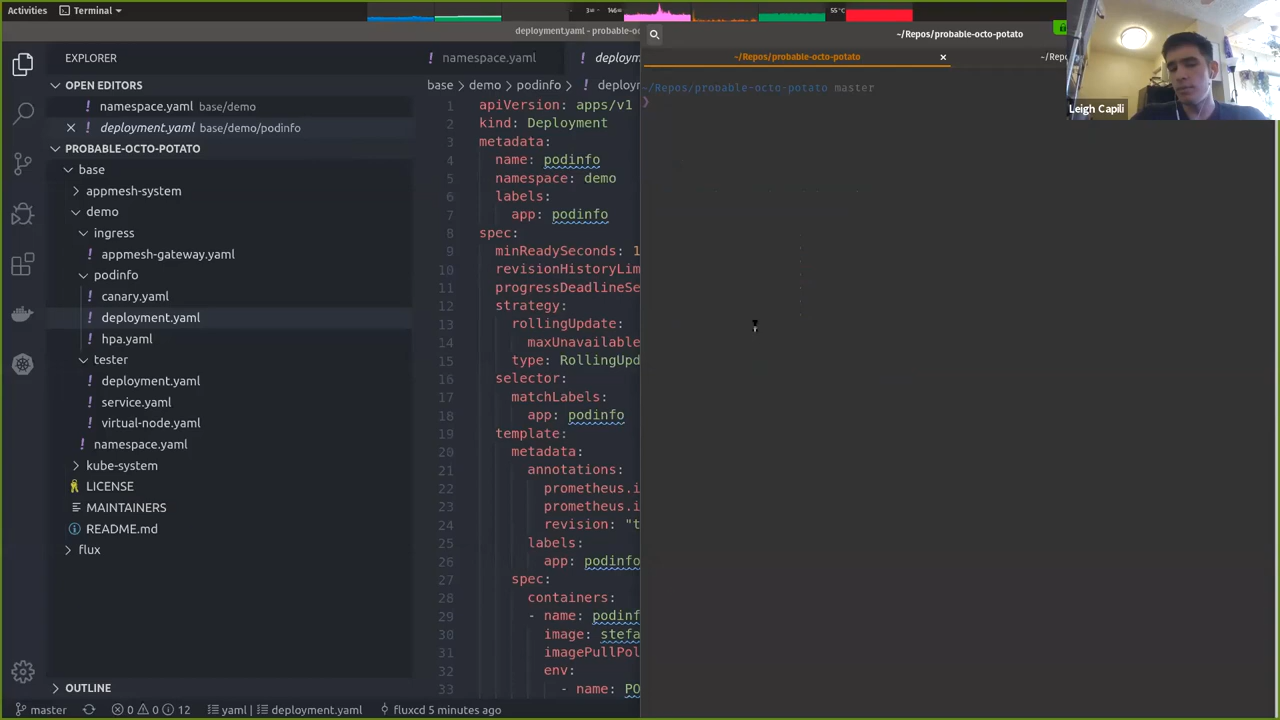 Activities
Terminal
55°C
deployment.yaml - probable-oc
~/Repos/probable-octo-potato
EXPLORER
namespace.yaml
deploym
~/Repos/probable-octo-potato
×
~/Rep
OPEN EDITORS
namespace.yaml base/demo
deployment.yaml base/demo/podinfo
PROBABLE-OCTO-POTATO
base
appmesh-system
demo
ingress
appmesh-gateway.yaml
podinfo
canary.yaml
deployment.yaml
hpa.yaml
tester
deployment.yaml
service.yaml
virtual-node.yaml
namespace.yaml
kube-system
LICENSE
MAINTAINERS
README.md
flux
OUTLINE
base > demo > podinfo > deploym
1 apiVersion: apps/v1
2 kind: Deployment
3 metadata:
4 name: podinfo
5 namespace: demo
6 labels:
7 app: podinfo
8 spec:
9 minReadySeconds: 1
10 revisionHistoryLim
11 progressDeadlineSe
12 strategy:
13 rollingUpdate:
14 maxUnavailable
15 type: RollingUpd
16 selector:
17 matchLabels:
18 app: podinfo
19 template:
20 metadata:
21 annotations:
22 prometheus.i
23 prometheus.i
24 revision: "t
25 labels:
26 app: podinfo
27 spec:
28 containers:
29 - name: podinf
30 image: stefa
31 imagePullPol
32 env:
33 - name: PO
~/Repos/probable-octo-potato master
❯
Leigh Capili
master
0 0 12
yaml | deployment.yaml
fluxcd 5 minutes ago